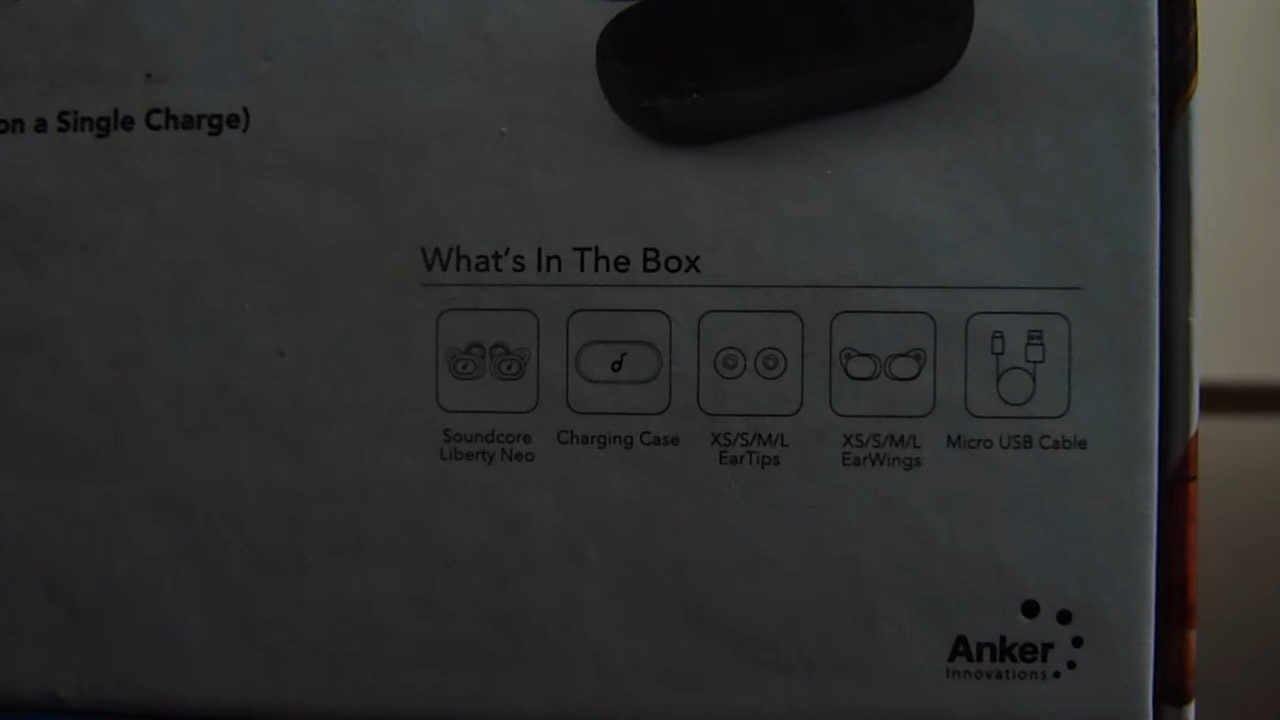 on a Single Charge)
What's In The Box
Soundcore
Liberty Neo
Charging Case
XS/S/M/L
EarTips
XS/S/M/L
EarWings
Micro USB Cable
Anker
Innovations